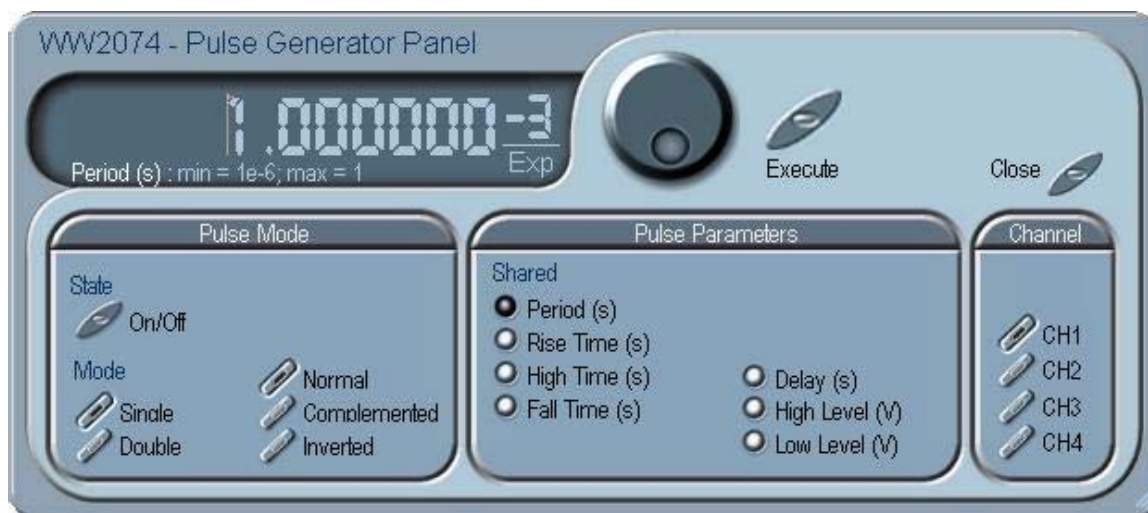 WW2074 - Pulse Generator Panel
1.000000 -3
Exp
Period (s) : min = 1e-6; max = 1
Execute
Close
Pulse Mode
State
On/Off
Mode
Single
Double
Normal
Complemented
Inverted
Pulse Parameters
Shared
Period (s)
Rise Time (s)
High Time (s)
Fall Time (s)
Delay (s)
High Level (V)
Low Level (V)
Channel
CH1
CH2
CH3
CH4